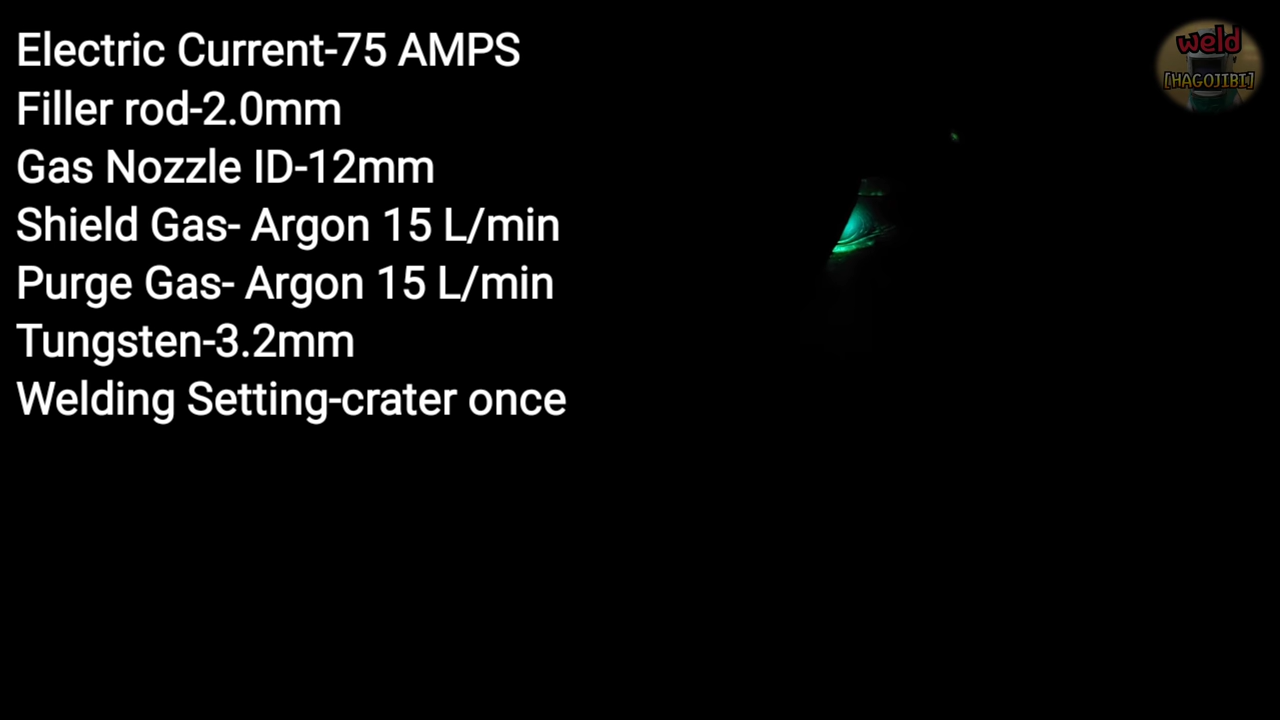 Electric Current-75 AMPS
Filler rod-2.0mm
Gas Nozzle ID-12mm
Shield Gas- Argon 15 L/min
Purge Gas- Argon 15 L/min
Tungsten-3.2mm
Welding Setting-crater once
weld
[HAGOJIBI]